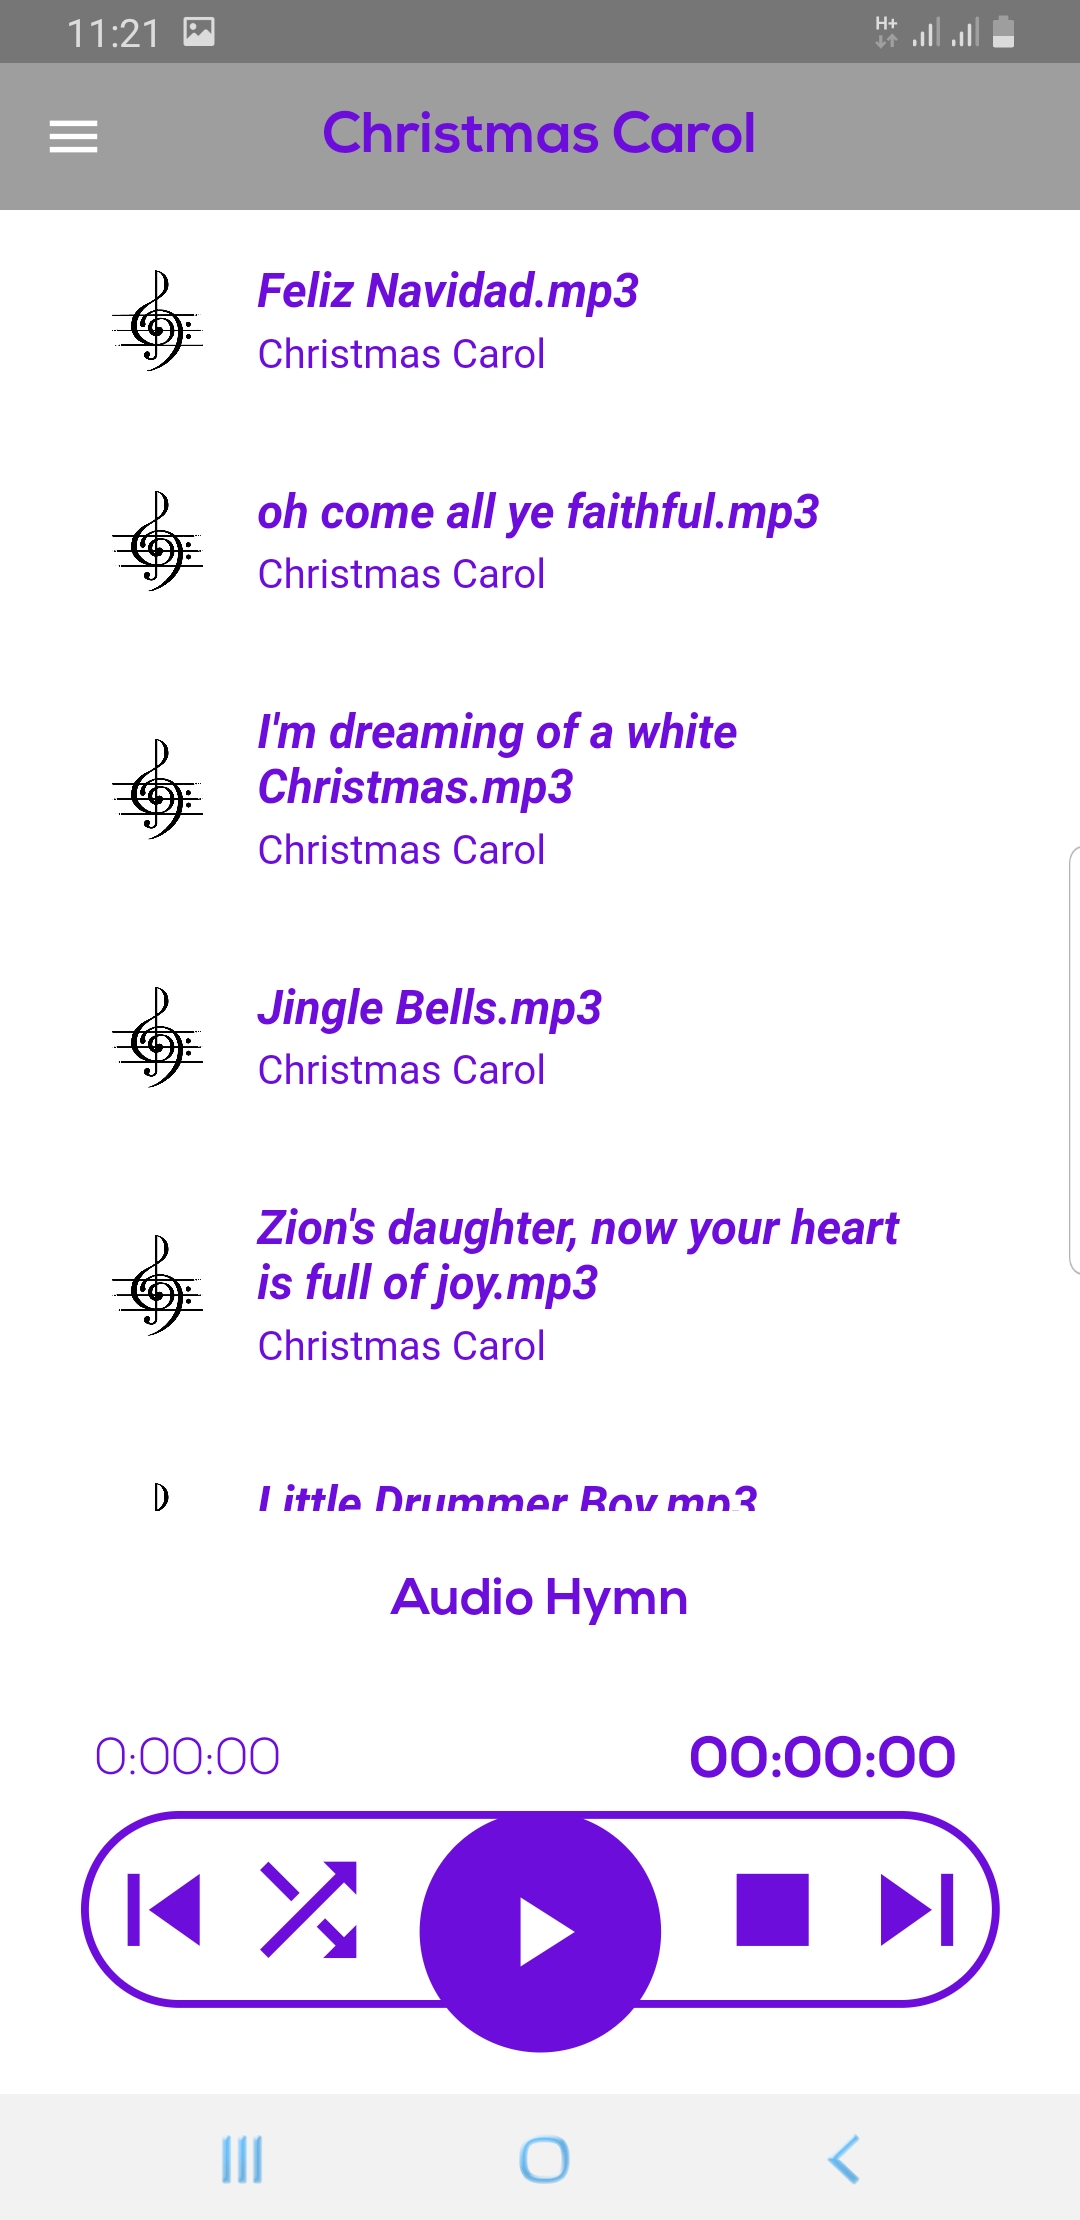 11:21
H+
Christmas Carol
Feliz Navidad.mp3
Christmas Carol
oh come all ye faithful.mp3
Christmas Carol
I'm dreaming of a white
Christmas.mp3
Christmas Carol
Jingle Bells.mp3
Christmas Carol
Zion's daughter, now your heart
is full of joy.mp3
Christmas Carol
Little Drummer Boy.mp3
Audio Hymn
0:00:00
00:00:00